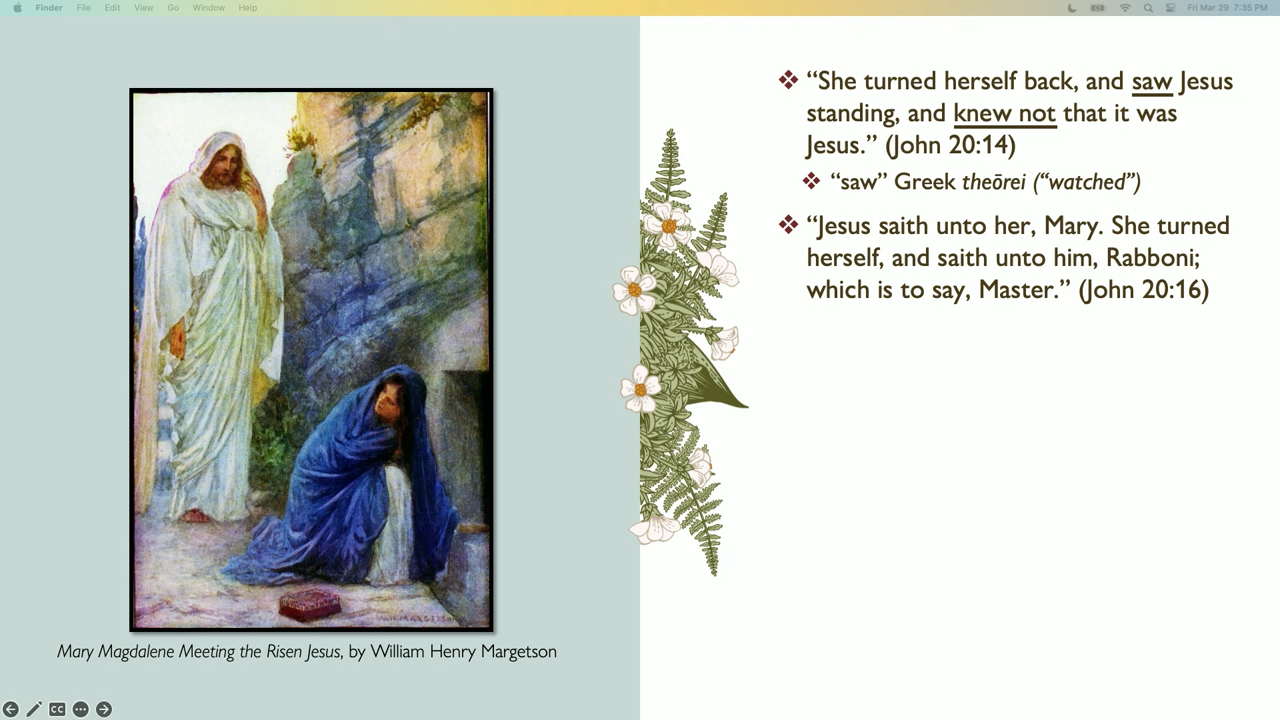 Finder File Edit View Go Window Help
Fri Mar 29 7:35 PM
“She turned herself back, and saw Jesus
standing, and knew not that it was
Jesus.” (John 20:14)
“saw” Greek theōrei (“watched”)
“Jesus saith unto her, Mary. She turned
herself, and saith unto him, Rabboni;
which is to say, Master.” (John 20:16)
Mary Magdalene Meeting the Risen Jesus, by William Henry Margetson
CC